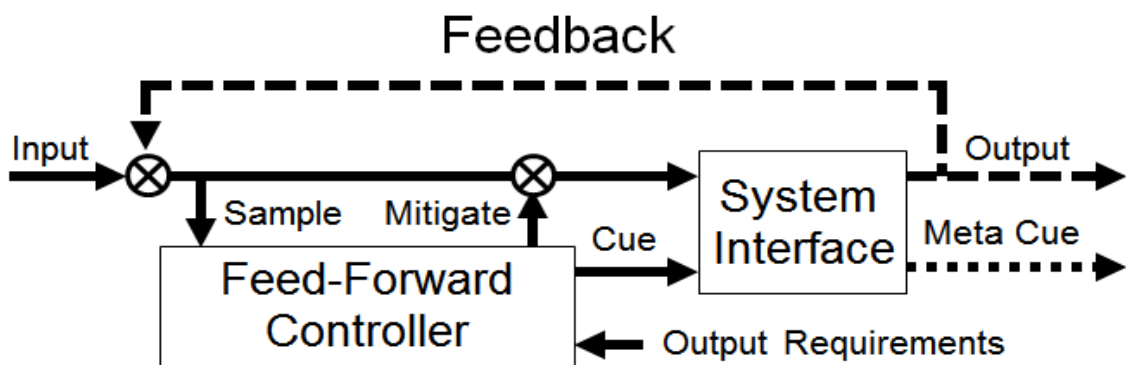 Feedback
Input
Output
Sample
Mitigate
System
Interface
Cue
Meta Cue
Feed-Forward
Controller
Output Requirements